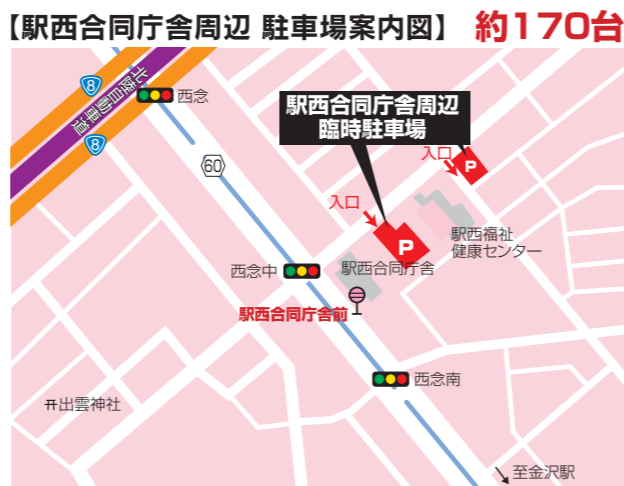 【駅西合同庁舎周辺 駐車場案内図】 約170台
8
北陸自動車道
8
西念
60
駅西合同庁舎周辺
臨時駐車場
入口
P
入口
P
駅西福祉
健康センター
西念中
駅西合同庁舎
駅西合同庁舎前
西念南
出雲神社
至金沢駅